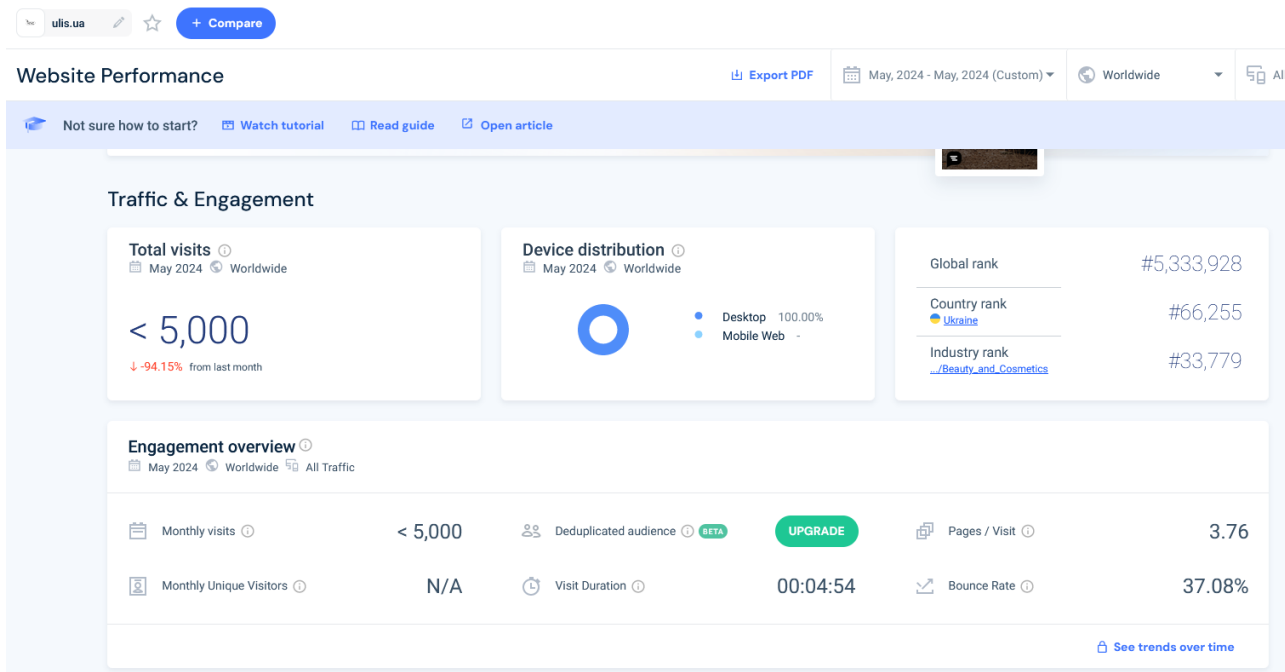 ulis.ua
+ Compare
Website Performance
Export PDF
May, 2024 - May, 2024 (Custom)
Worldwide
Al
Not sure how to start?
Watch tutorial
Read guide
Open article
Traffic & Engagement
Total visits
May 2024 Worldwide
< 5,000
↓ -94.15% from last month
Device distribution
May 2024 Worldwide
Desktop 100.00%
Mobile Web -
Global rank #5,333,928
Country rank #66,255
Ukraine
Industry rank #33,779
.../Beauty_and_Cosmetics
Engagement overview
May 2024 Worldwide All Traffic
Monthly visits < 5,000
Deduplicated audience BETA UPGRADE
Pages / Visit 3.76
Monthly Unique Visitors N/A
Visit Duration 00:04:54
Bounce Rate 37.08%
See trends over time